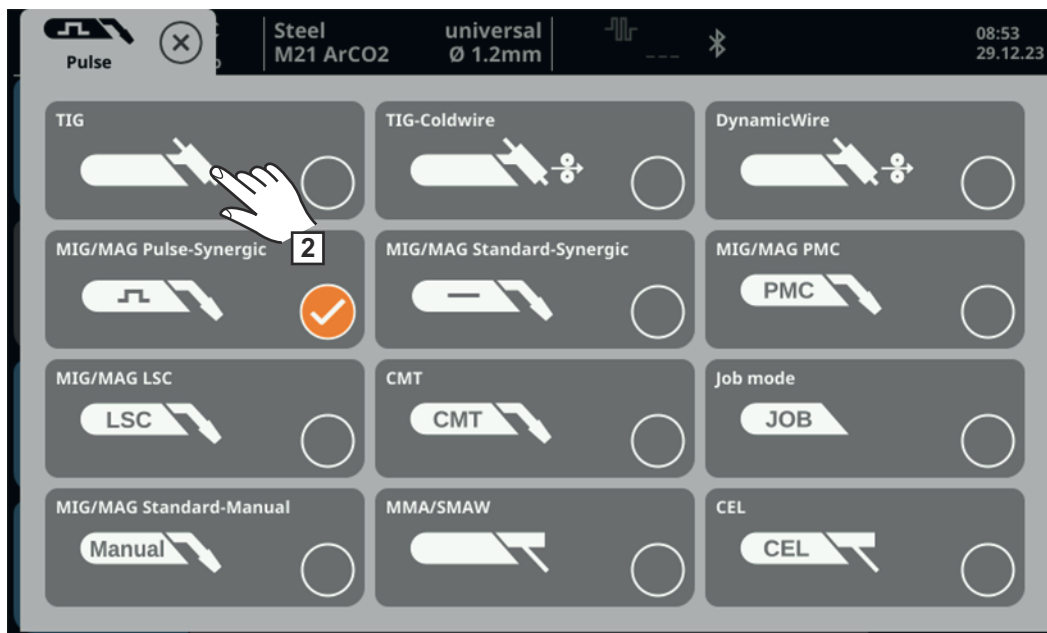 Pulse
Steel universal
M21 ArCO2 Ø 1.2mm
---
08:53
29.12.23
TIG
TIG-Coldwire
DynamicWire
2
MIG/MAG Pulse-Synergic
MIG/MAG Standard-Synergic
MIG/MAG PMC
PMC
MIG/MAG LSC
CMT
Job mode
LSC
CMT
JOB
MIG/MAG Standard-Manual
MMA/SMAW
CEL
Manual
CEL